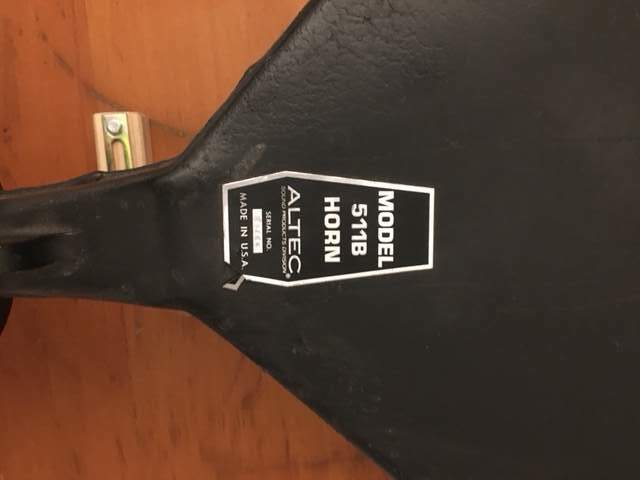 MODEL
511B
HORN
ALTEC®
SOUND PRODUCTS DIVISION
SERIAL NO.
MADE IN U.S.A.